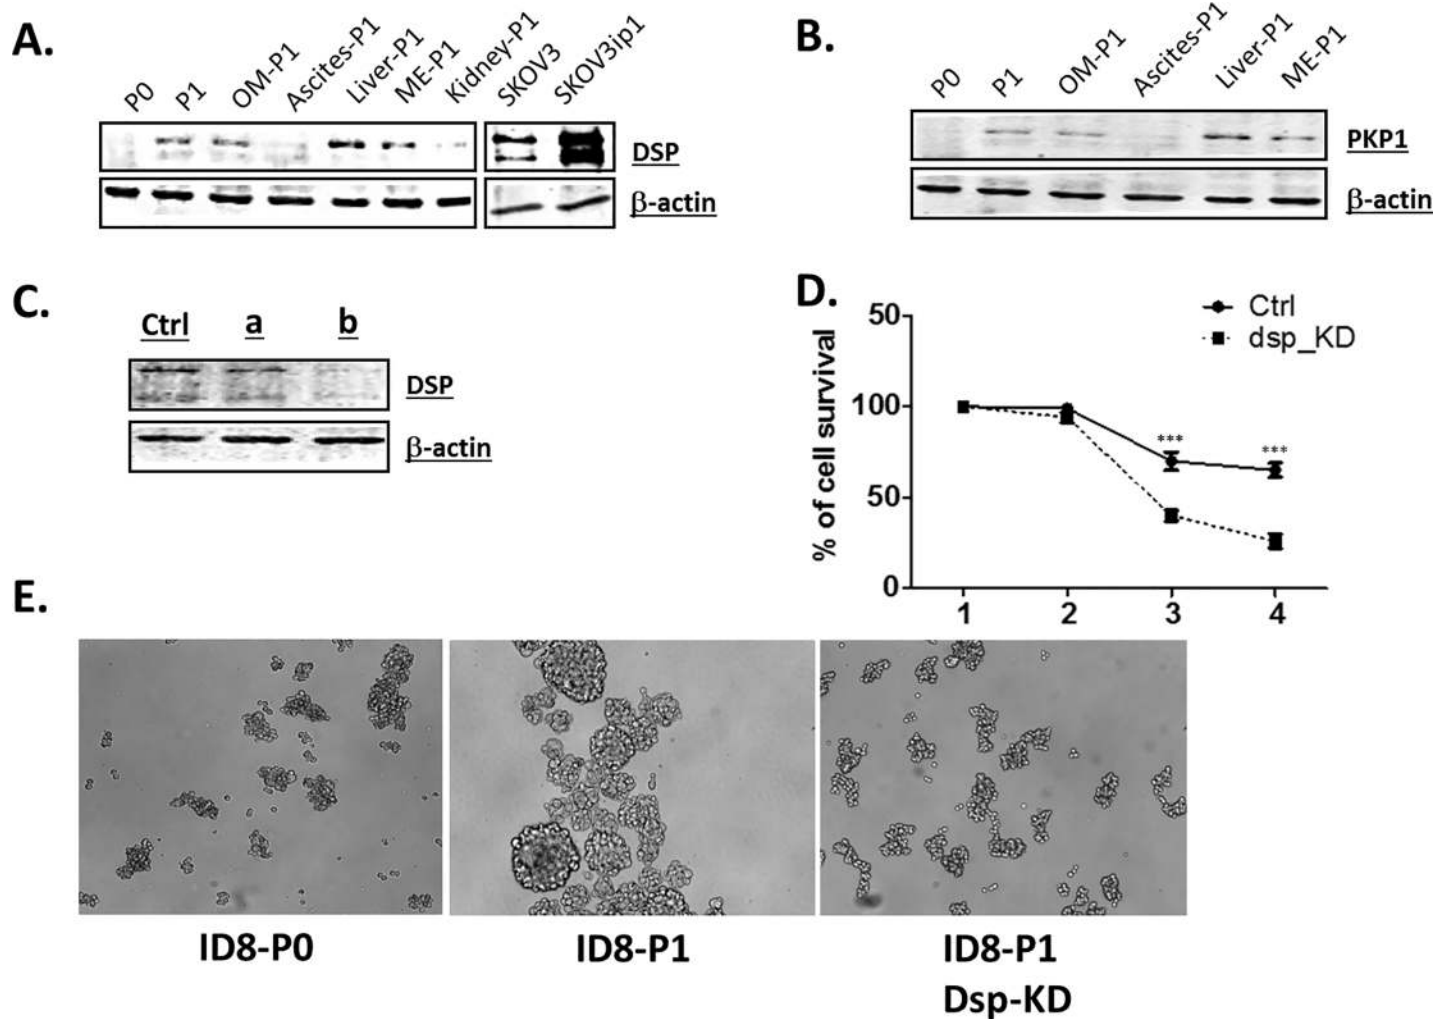 A.
P0 P1 OM-P1 Ascites-P1 Liver-P1 ME-P1 Kidney-P1 SKOV3 SKOV3ip1
DSP
β-actin
B.
P0 P1 OM-P1 Ascites-P1 Liver-P1 ME-P1
PKP1
β-actin
C.
Ctrl a b
DSP
β-actin
D.
Ctrl
dsp_KD
% of cell survival
50
100
50
0
*** ***
1 2 3 4
E.
ID8-P0
ID8-P1
ID8-P1
Dsp-KD